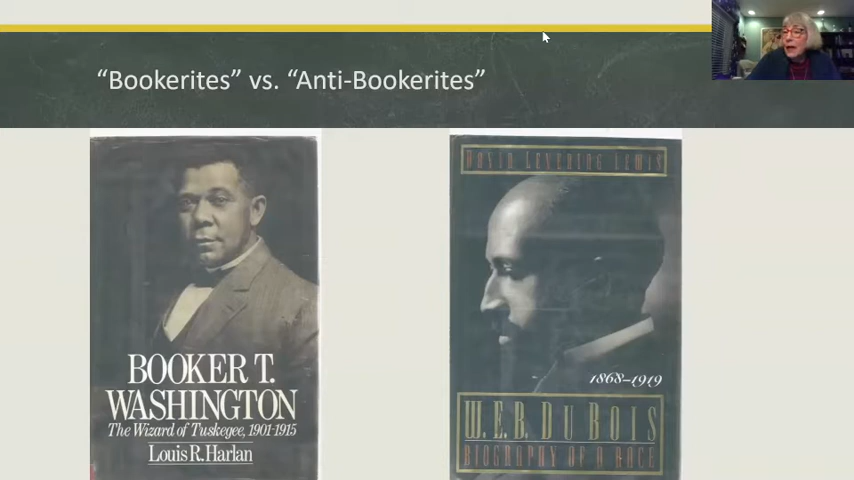 “Bookerites” vs. “Anti-Bookerites”
BOOKER T.
WASHINGTON
The Wizard of Tuskegee, 1901-1915
Louis R. Harlan
DAVID LEVERING LEWIS
1868–1919
W.E.B. DU BOIS
BIOGRAPHY OF A RACE